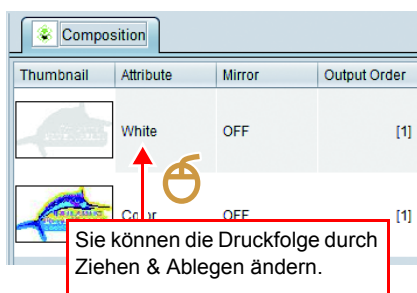 Composition
Thumbnail Attribute Mirror Output Order
White OFF [1]
Color OFF [1]
Sie können die Druckfolge durch
Ziehen & Ablegen ändern.